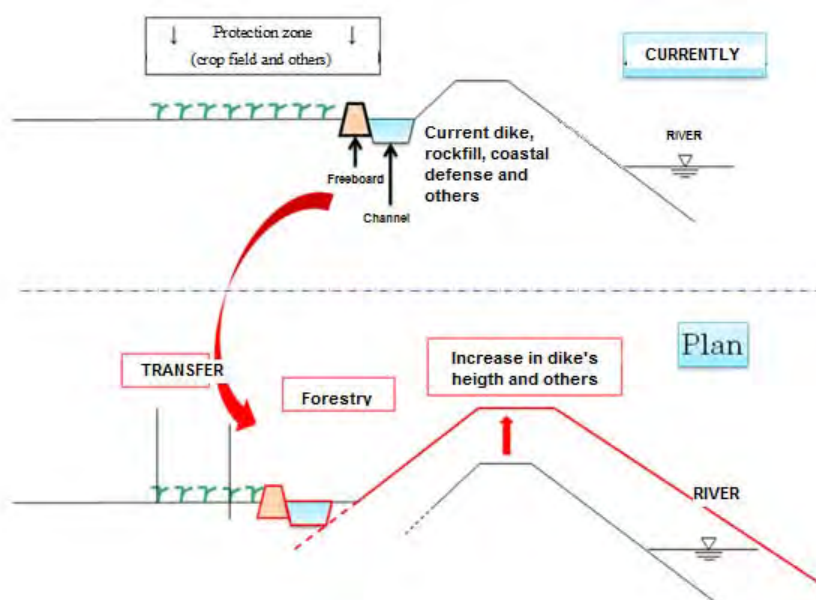 Protection zone
(crop field and others)
CURRENTLY
Current dike,
rockfill, coastal
defense and
others
RIVER
Freeboard
Channel
Plan
TRANSFER
Forestry
Increase in dike's
heigth and others
RIVER